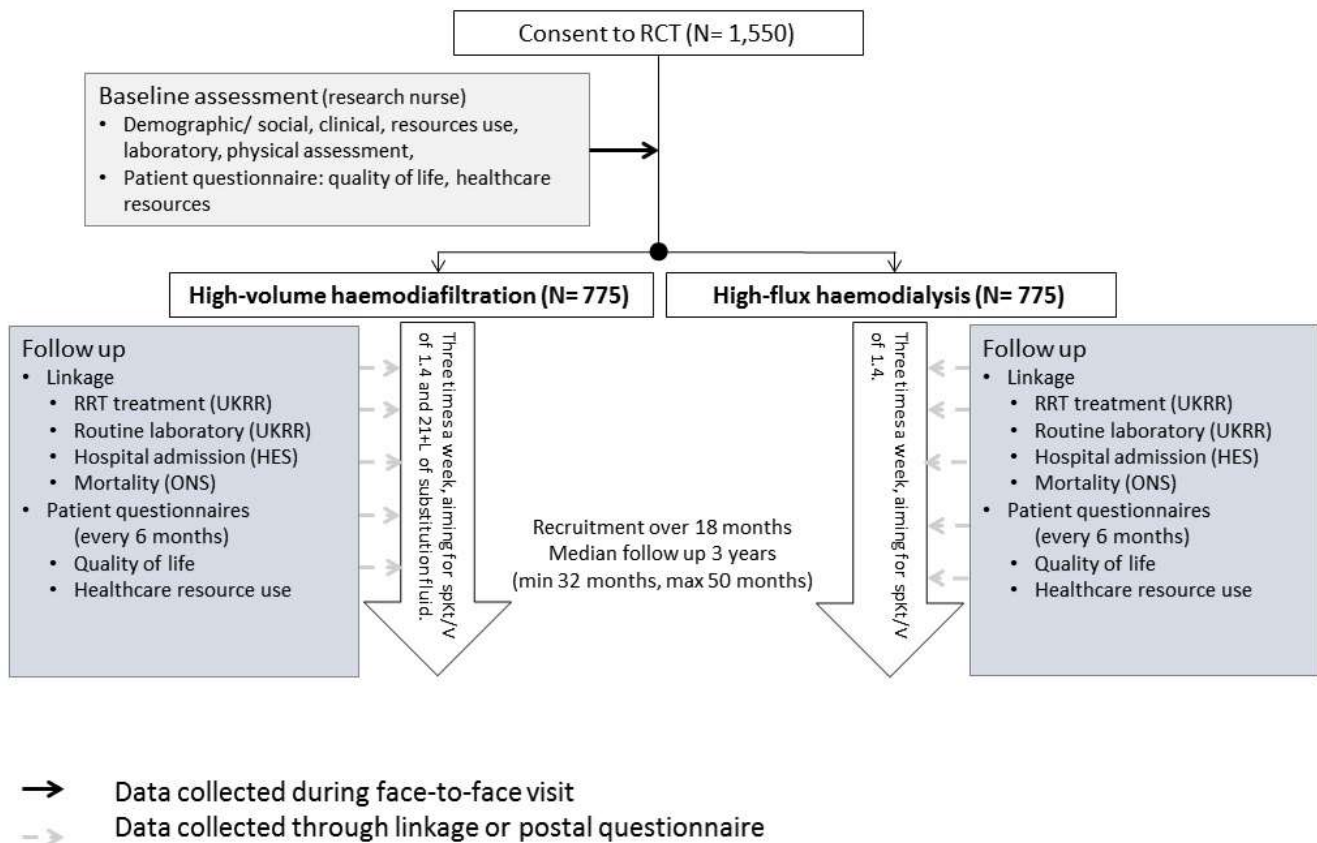 Consent to RCT (N= 1,550)
Baseline assessment (research nurse)
• Demographic/ social, clinical, resources use,
laboratory, physical assessment,
• Patient questionnaire: quality of life, healthcare
resources
High-volume haemodiafiltration (N= 775)
High-flux haemodialysis (N= 775)
Follow up
• Linkage
• RRT treatment (UKRR)
• Routine laboratory (UKRR)
• Hospital admission (HES)
• Mortality (ONS)
• Patient questionnaires
(every 6 months)
• Quality of life
• Healthcare resource use
Three times a week, aiming for spKt/V
of 1.4 and 21+L of substitution fluid.
Recruitment over 18 months
Median follow up 3 years
(min 32 months, max 50 months)
Three times a week, aiming for spKt/V
of 1.4.
Follow up
• Linkage
• RRT treatment (UKRR)
• Routine laboratory (UKRR)
• Hospital admission (HES)
• Mortality (ONS)
• Patient questionnaires
(every 6 months)
• Quality of life
• Healthcare resource use
Data collected during face-to-face visit
Data collected through linkage or postal questionnaire